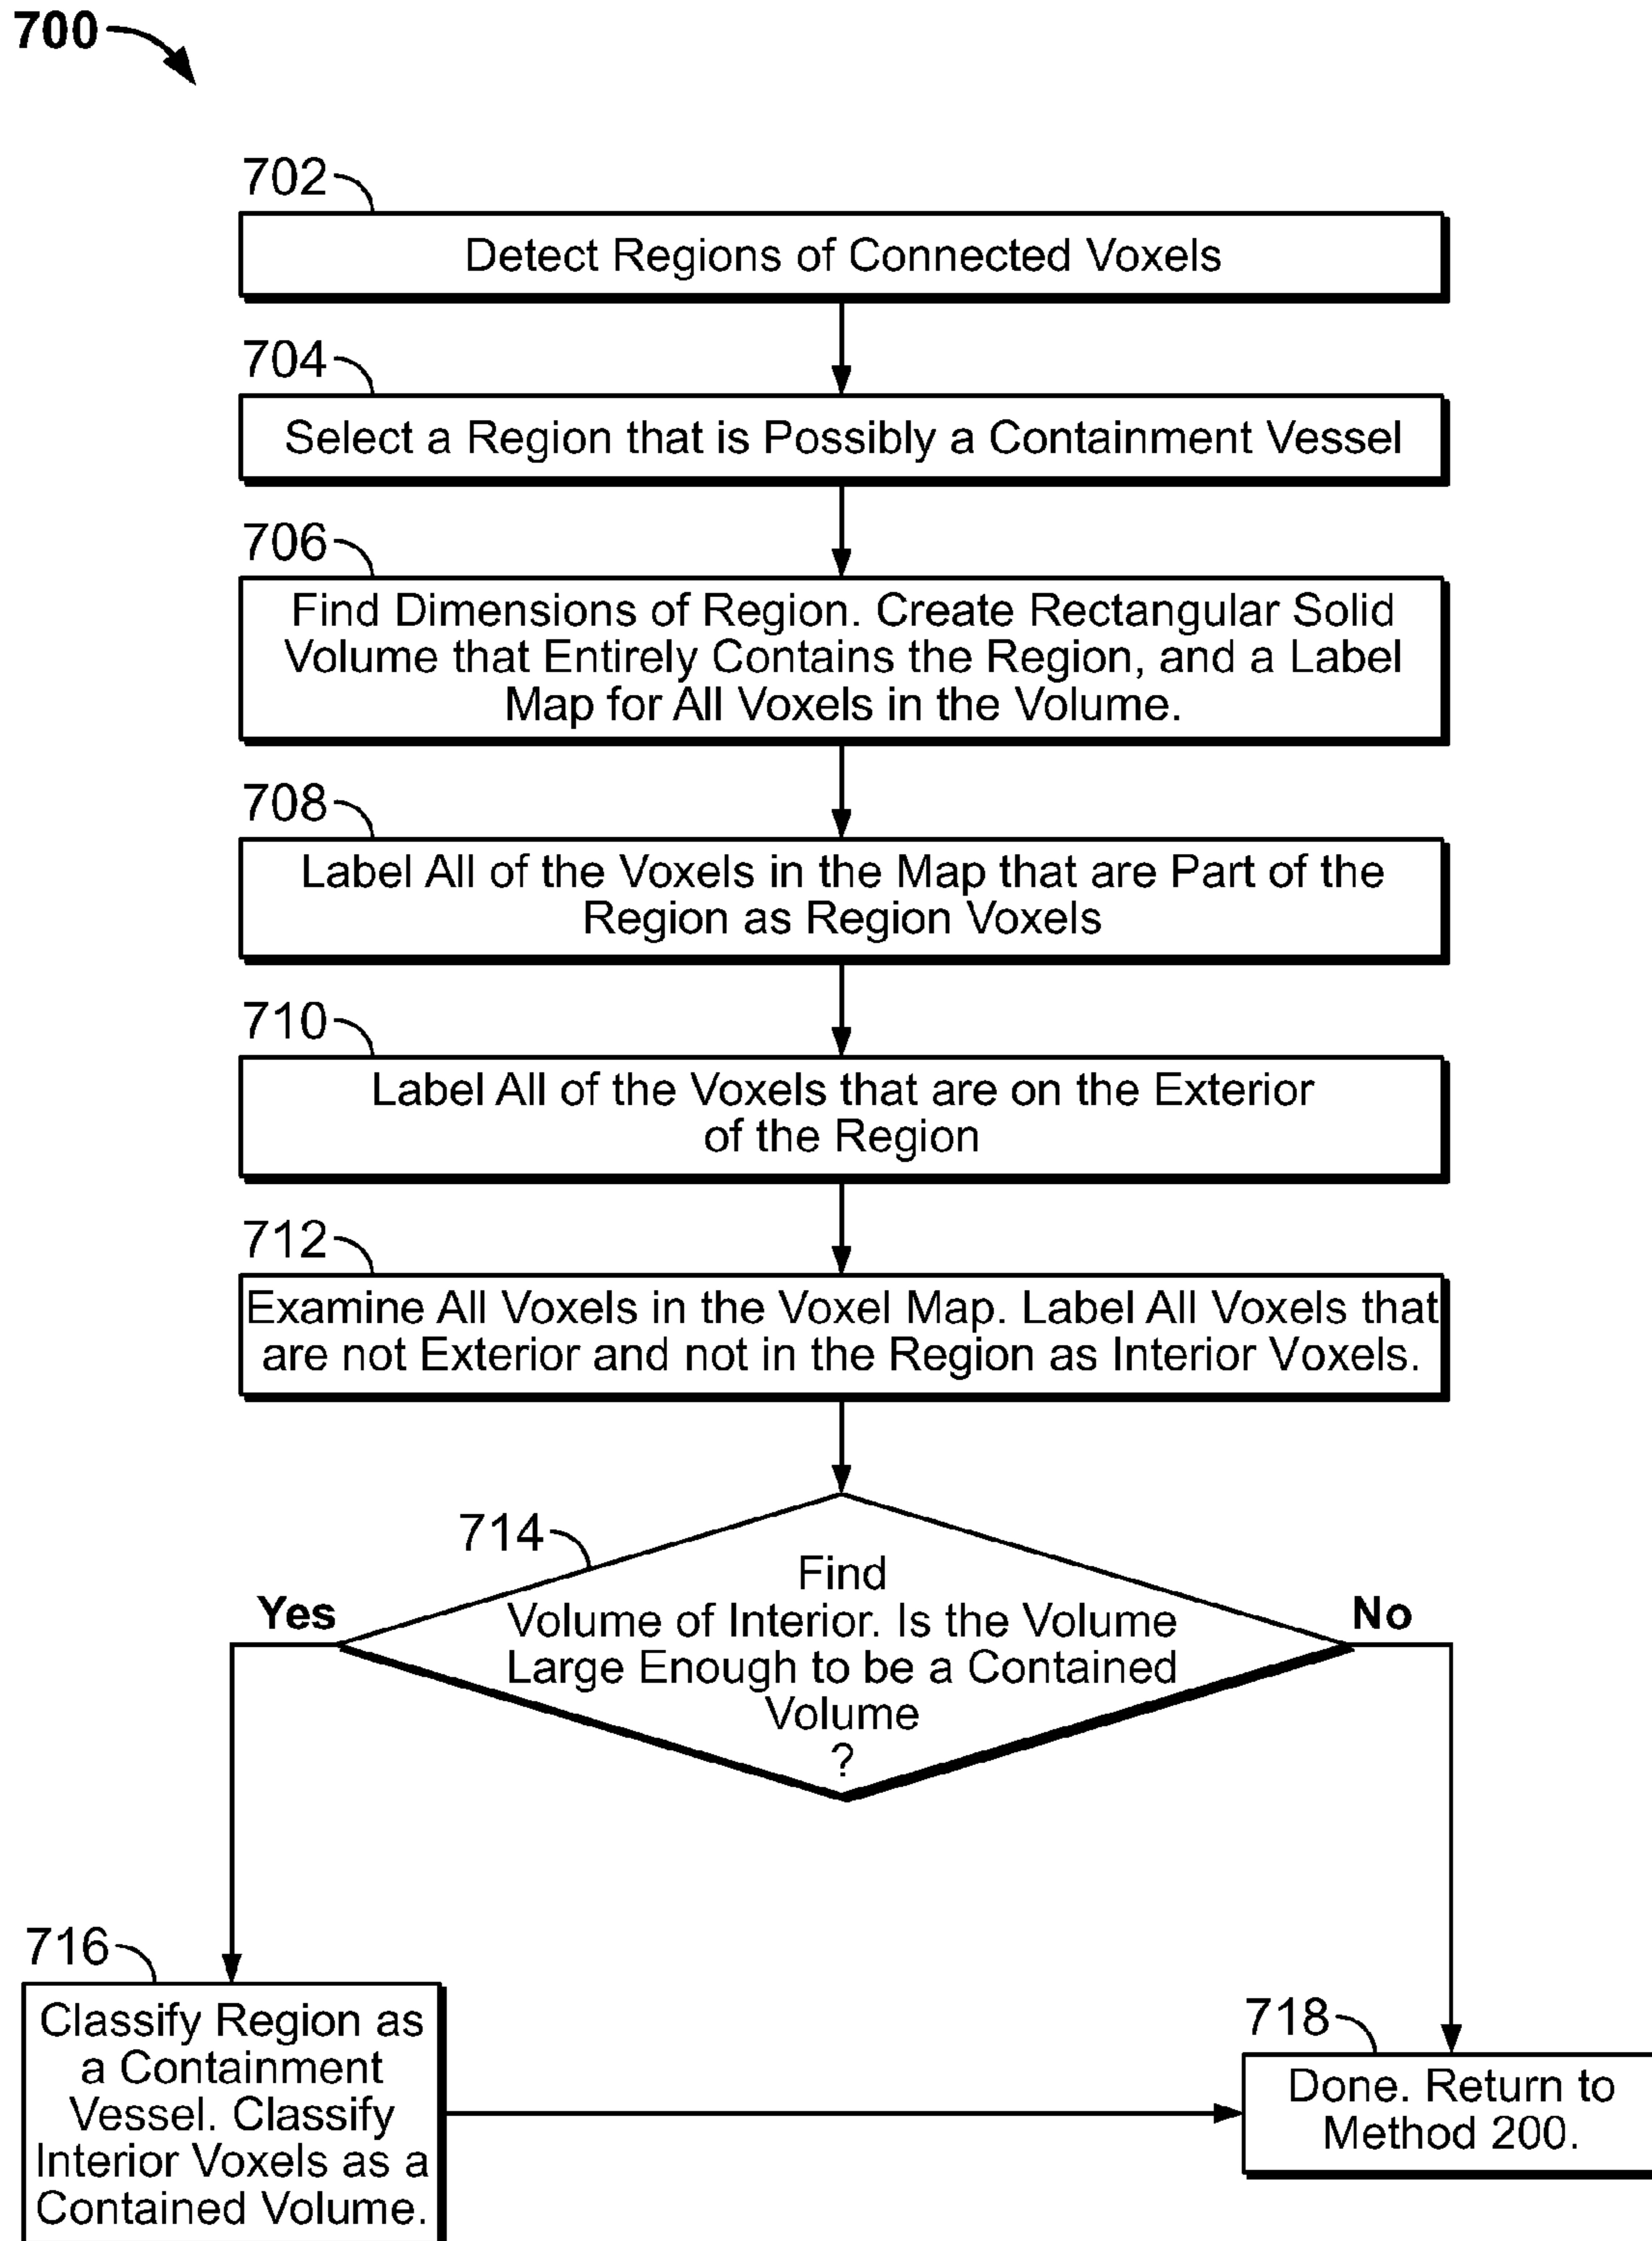 700
702
Detect Regions of Connected Voxels
704
Select a Region that is Possibly a Containment Vessel
706
Find Dimensions of Region. Create Rectangular Solid
Volume that Entirely Contains the Region, and a Label
Map for All Voxels in the Volume.
708
Label All of the Voxels in the Map that are Part of the
Region as Region Voxels
710
Label All of the Voxels that are on the Exterior
of the Region
712
Examine All Voxels in the Voxel Map. Label All Voxels that
are not Exterior and not in the Region as Interior Voxels.
714
Find
Volume of Interior. Is the Volume
Large Enough to be a Contained
Volume
?
Yes
No
716
Classify Region as
a Containment
Vessel. Classify
Interior Voxels as a
Contained Volume.
718
Done. Return to
Method 200.